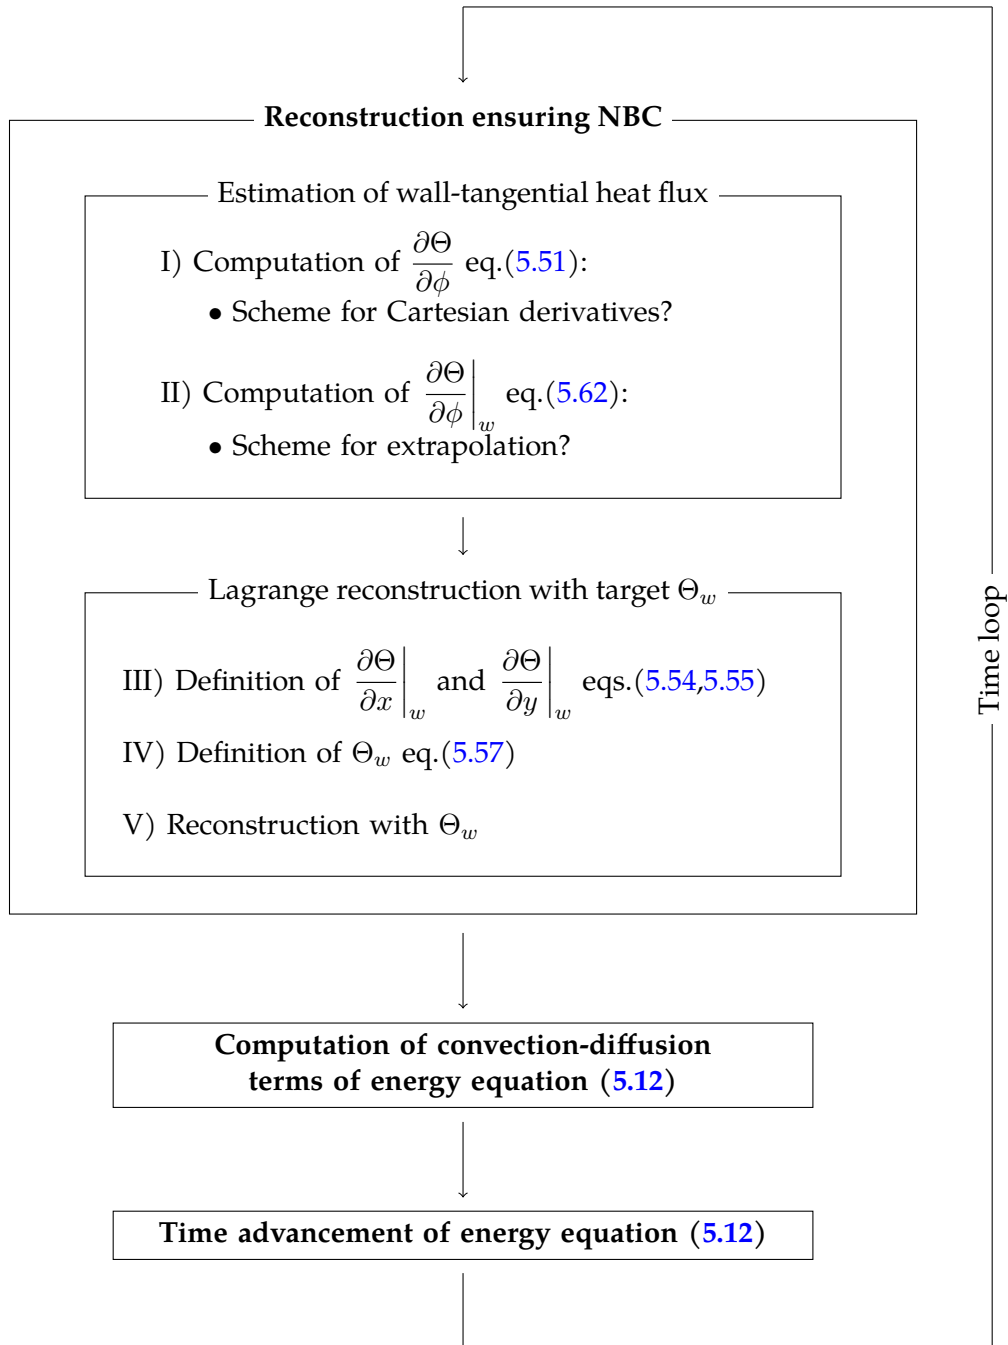 Reconstruction ensuring NBC
Estimation of wall-tangential heat flux
I) Computation of ∂Θ/∂ϕ eq.(5.51):
• Scheme for Cartesian derivatives?
II) Computation of ∂Θ/∂ϕ|w eq.(5.62):
• Scheme for extrapolation?
Lagrange reconstruction with target Θw
III) Definition of ∂Θ/∂x|w and ∂Θ/∂y|w eqs.(5.54,5.55)
IV) Definition of Θw eq.(5.57)
V) Reconstruction with Θw
Time loop
Computation of convection-diffusion
terms of energy equation (5.12)
Time advancement of energy equation (5.12)